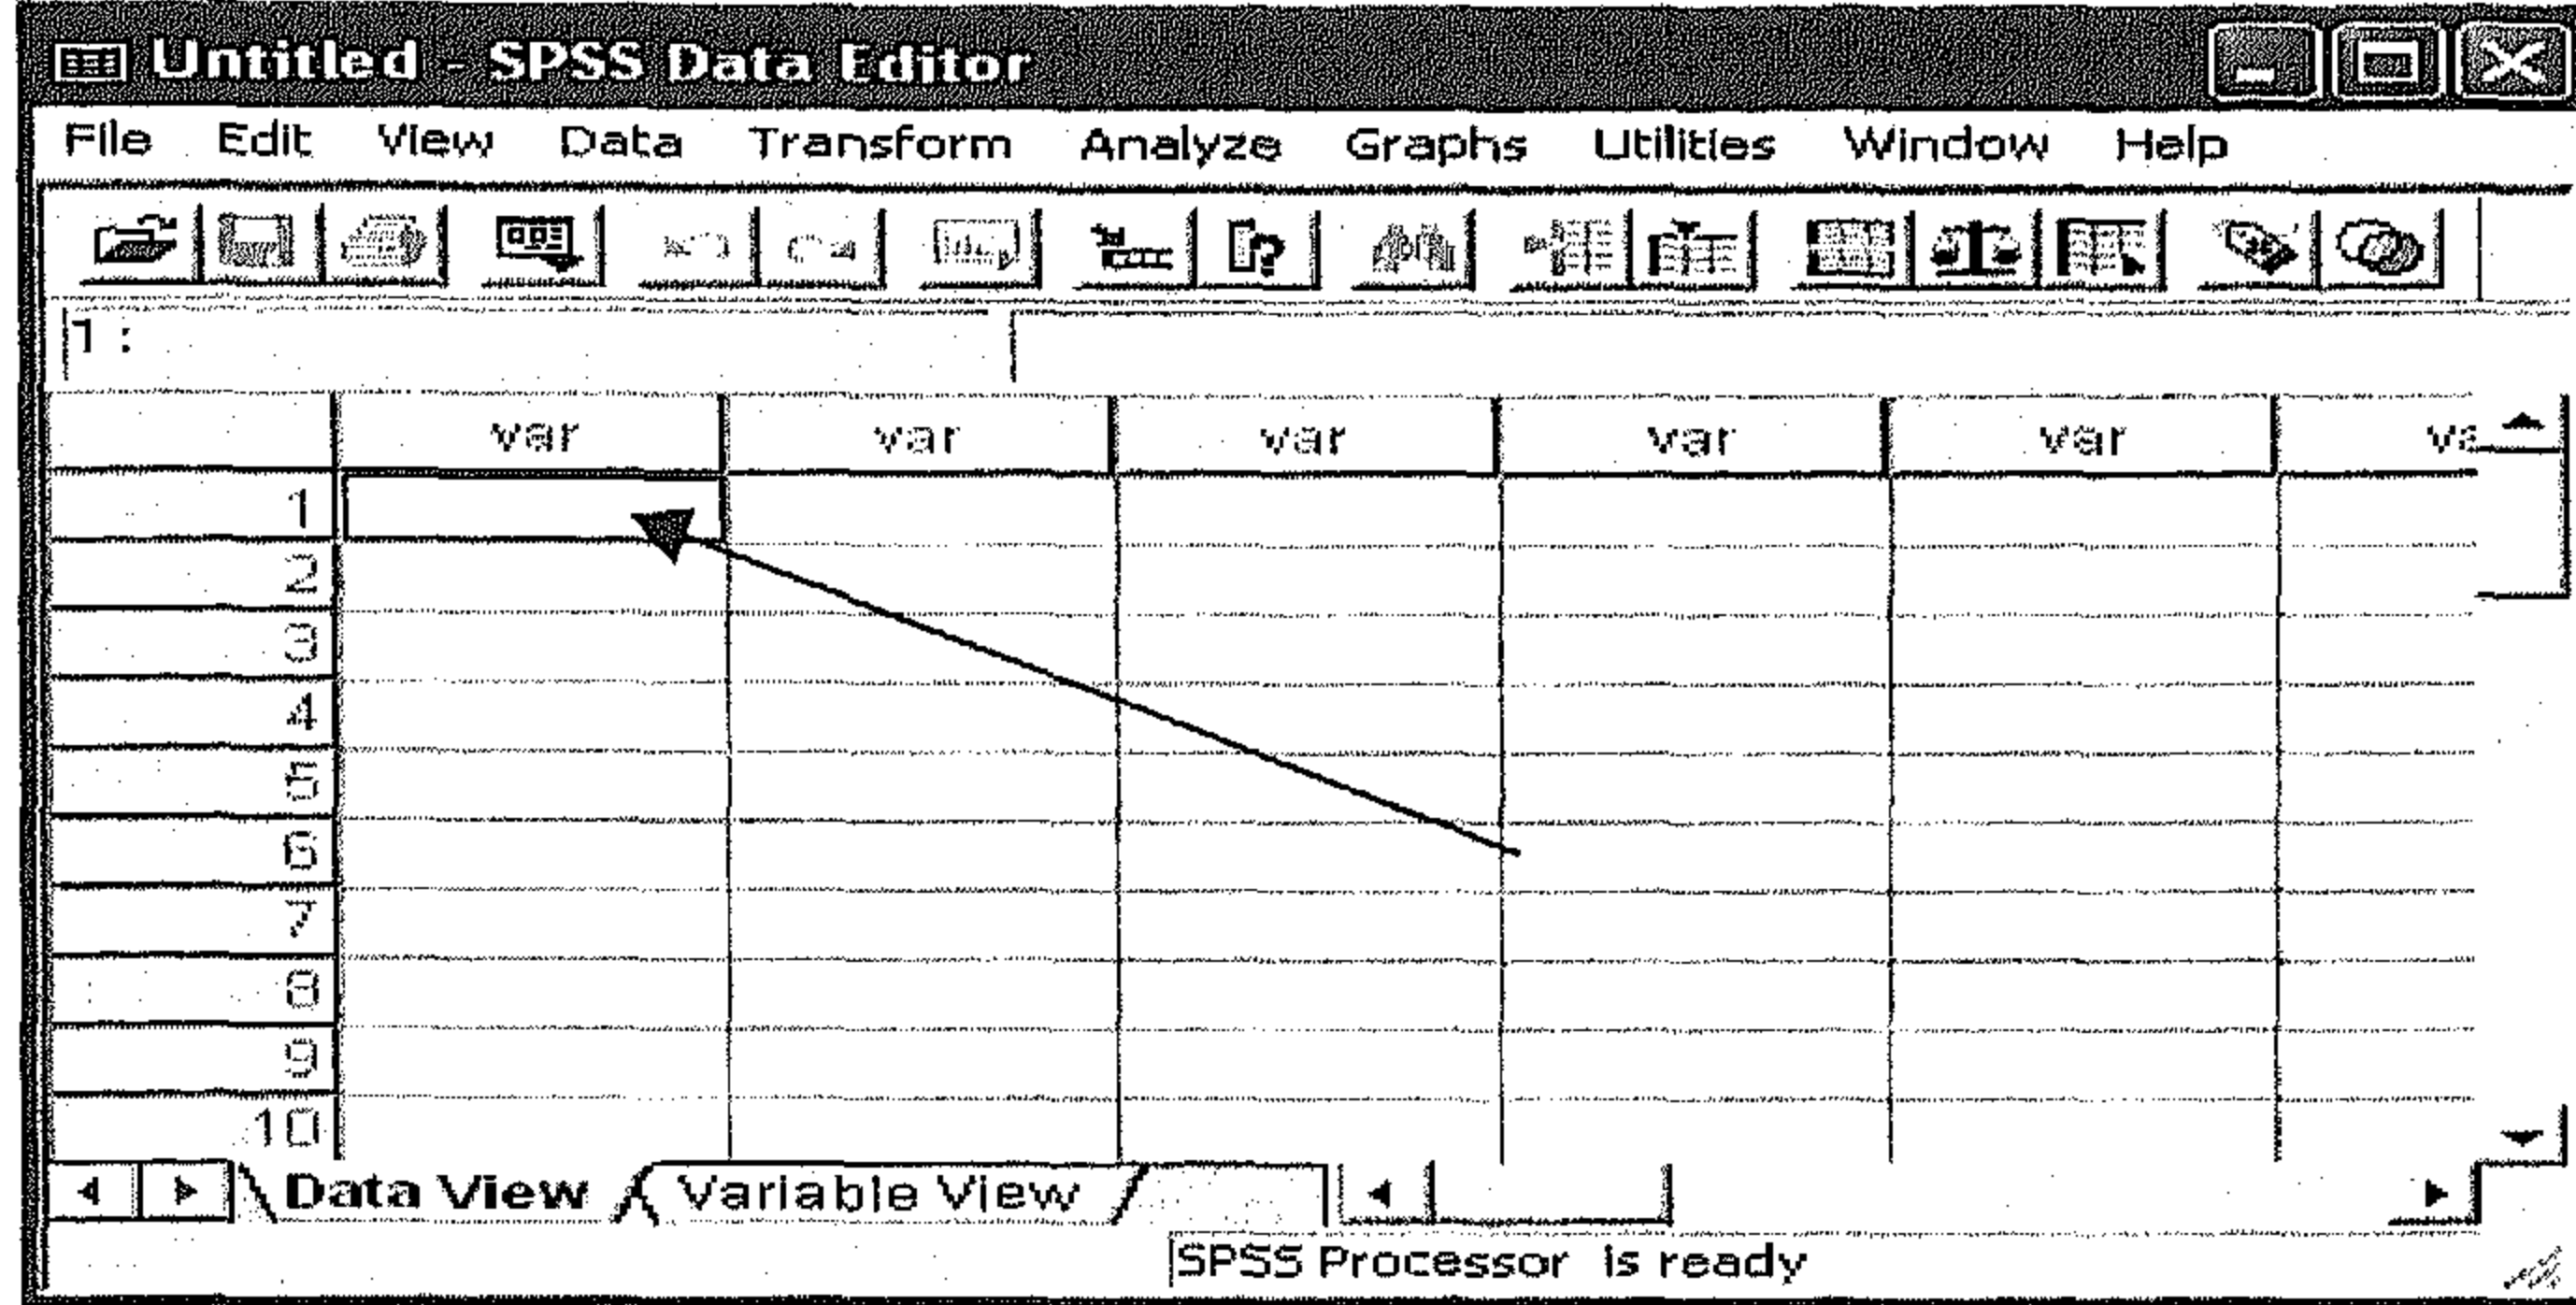 Untitled - SPSS Data Editor
File Edit View Data Transform Analyze Graphs Utilities Window Help
1 :
var var var var var va
1
2
3
4
5
6
7
8
9
10
Data View Variable View
SPSS Processor is ready